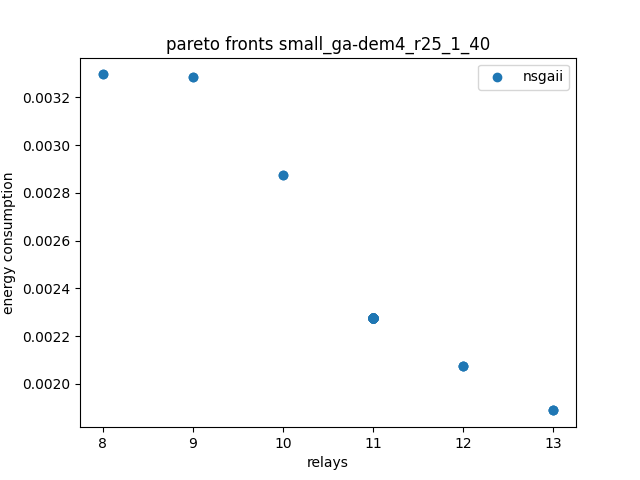 pareto fronts small_ga-dem4_r25_1_40
nsgaii
energy consumption
0.0032
0.0030
0.0028
0.0026
0.0024
0.0022
0.0020
8 9 10 11 12 13
relays